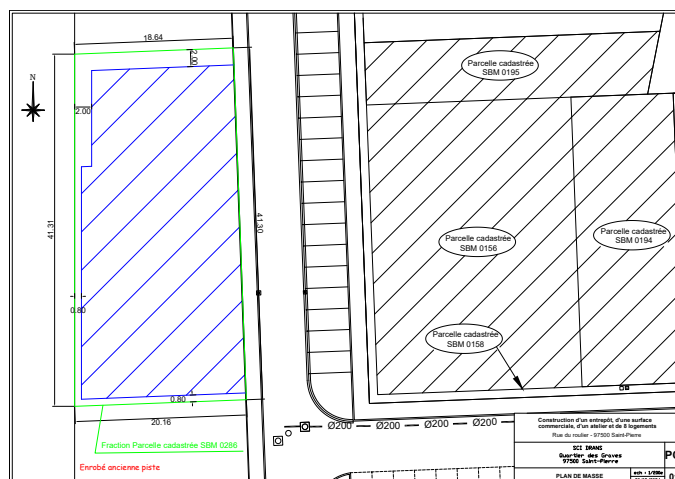 18.64
2.00
N
2.00
41.31
41.30
0.80
0.80
20.16
Parcelle cadastrée
SBM 0195
Parcelle cadastrée
SBM 0156
Parcelle cadastrée
SBM 0194
Parcelle cadastrée
SBM 0158
Ø200
Ø200
Ø200
Ø200
Fraction Parcelle cadastrée SBM 0286
Enrobé ancienne piste
Construction d'un entrepôt, d'une surface
commerciale, d'un atelier et de 8 logements
Rue du roulier - 97500 Saint-Pierre
SCI DRANS
Quartier des Graves
97500 Saint-Pierre
PLAN DE MASSE